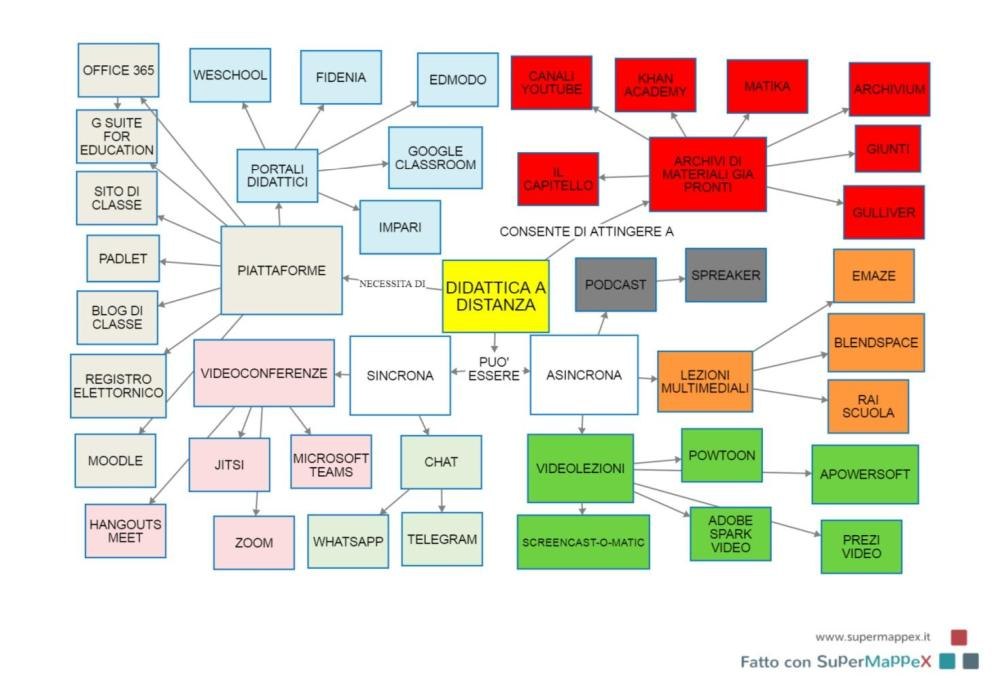 OFFICE 365
WESCHOOL
FIDENIA
EDMODO
CANALI
YOUTUBE
KHAN
ACADEMY
MATIKA
ARCHIVIUM
G SUITE
FOR
EDUCATION
GOOGLE
CLASSROOM
PORTALI
DIDATTICI
IL
CAPITELLO
ARCHIVI DI
MATERIALI GIA
PRONTI
GIUNTI
SITO DI
CLASSE
IMPARI
GULLIVER
CONSENTE DI ATTINGERE A
PADLET
PIATTAFORME
NECESSITA DI
DIDATTICA A
DISTANZA
PODCAST
SPREAKER
EMAZE
BLOG DI
CLASSE
BLENDSPACE
REGISTRO
ELETTORNICO
VIDEOCONFERENZE
SINCRONA
PUO'
ESSERE
ASINCRONA
LEZIONI
MULTIMEDIALI
RAI
SCUOLA
MOODLE
JITSI
MICROSOFT
TEAMS
CHAT
VIDEOLEZIONI
POWTOON
APOWERSOFT
HANGOUTS
MEET
ZOOM
WHATSAPP
TELEGRAM
SCREENCAST-O-MATIC
ADOBE
SPARK
VIDEO
PREZI
VIDEO
www.supermappex.it
Fatto con SuPerMaPPeX